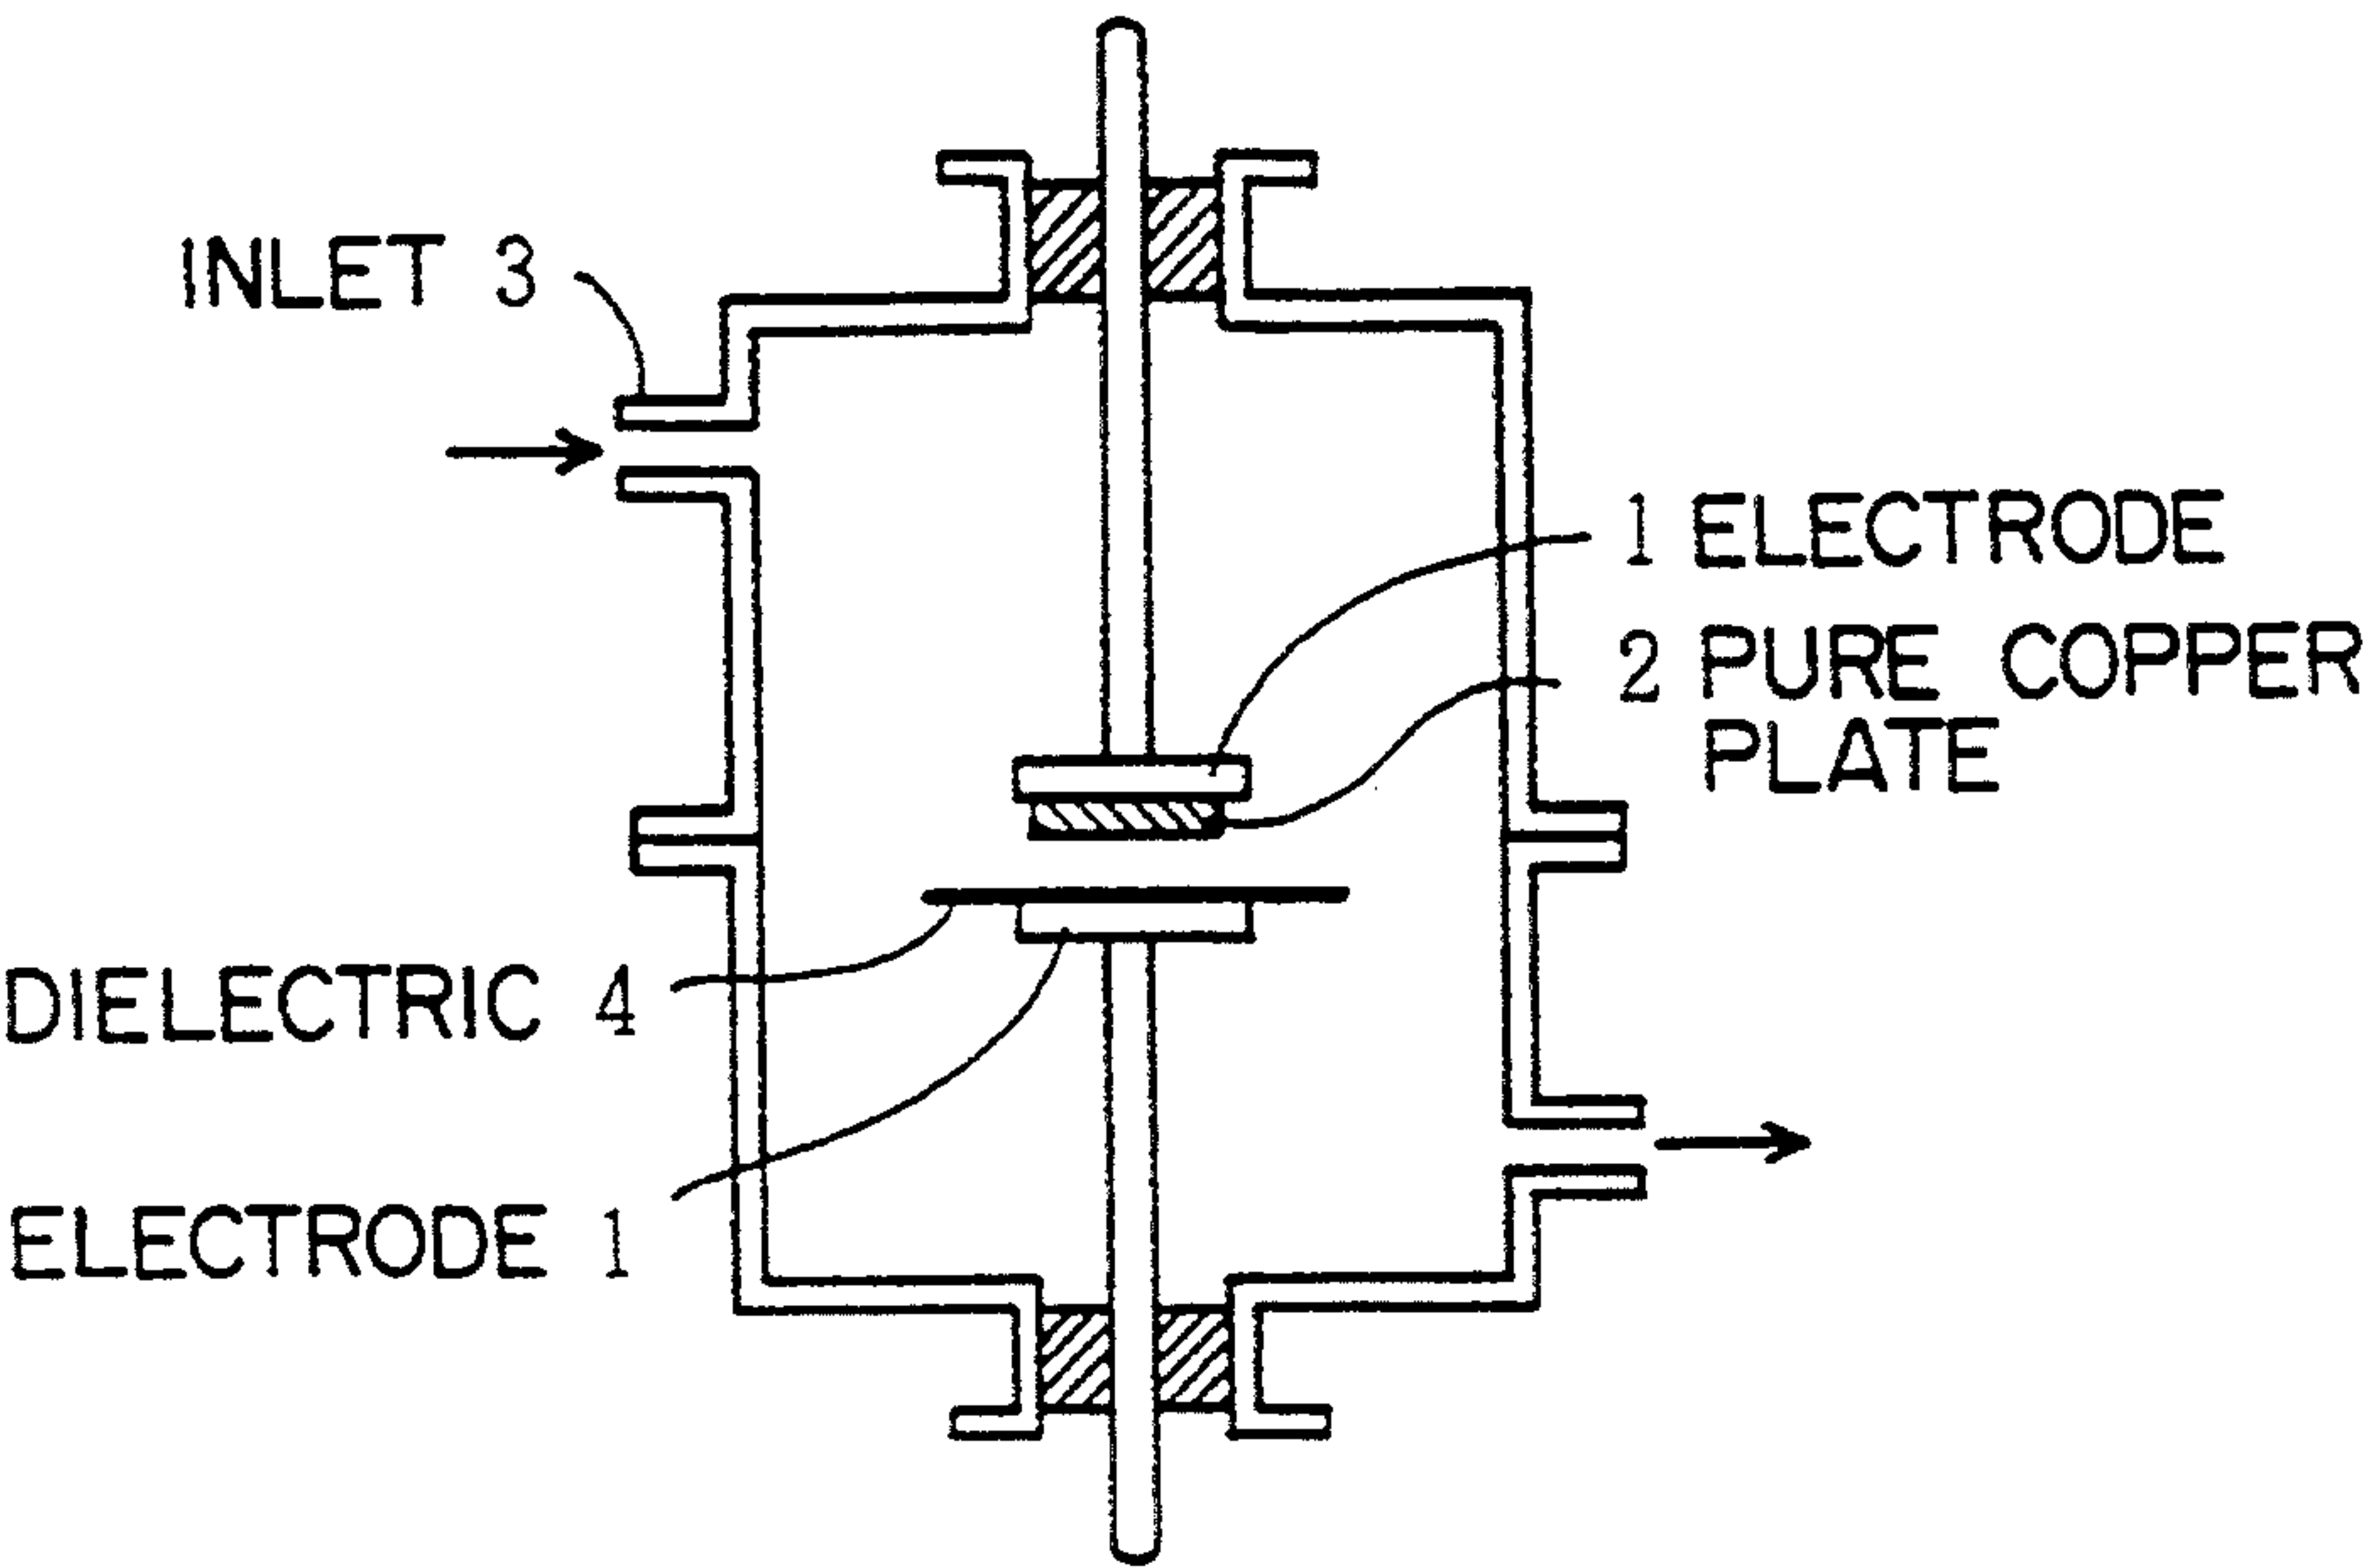 INLET 3
1 ELECTRODE
2 PURE COPPER
PLATE
DIELECTRIC 4
ELECTRODE 1